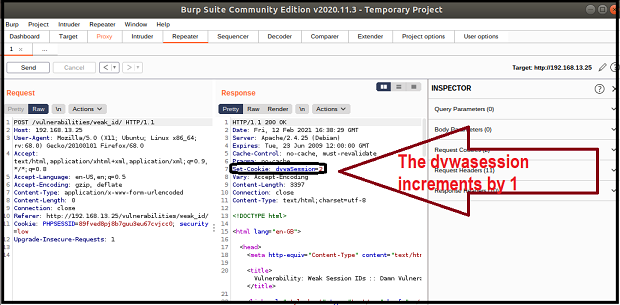 Burp Suite Community Edition v2020.11.3 - Temporary Project
Burp Project Intruder Repeater Window Help
Dashboard Target Proxy Intruder Repeater Sequencer Decoder Comparer Extender Project options User options
1 × ...
Send Cancel < > Target: http://192.168.13.25
Request
Pretty Raw \n Actions
1 POST /vulnerabilities/weak_id/ HTTP/1.1
2 Host: 192.168.13.25
3 User-Agent: Mozilla/5.0 (X11; Ubuntu; Linux x86_64;
rv:68.0) Gecko/20100101 Firefox/68.0
4 Accept:
text/html,application/xhtml+xml,application/xml;q=0.9,
*/*;q=0.8
5 Accept-Language: en-US,en;q=0.5
6 Accept-Encoding: gzip, deflate
7 Content-Type: application/x-www-form-urlencoded
8 Content-Length: 0
9 Connection: close
10 Referer: http://192.168.13.25/vulnerabilities/weak_id/
11 Cookie: PHPSESSID=89fved8pj8b7guu3eu67cvjcc0; security
=low
12 Upgrade-Insecure-Requests: 1
13
14
Response
Pretty Raw Render \n Actions
1 HTTP/1.1 200 OK
2 Date: Fri, 12 Feb 2021 16:38:29 GMT
3 Server: Apache/2.4.25 (Debian)
4 Expires: Tue, 23 Jun 2009 12:00:00 GMT
5 Cache-Control: no-cache, must-revalidate
6 Pragma: no-cache
7 Set-Cookie: dvwaSession=
8 Vary: Accept-Encoding
9 Content-Length: 3397
10 Connection: close
11 Content-Type: text/html;charset=utf-8
12
13 <!DOCTYPE html>
14
15 <html lang="en-GB">
16
17 <head>
18 <meta http-equiv="Content-Type" content="text/ht
19
20 <title>
Vulnerability: Weak Session IDs :: Damn Vulnera
</title>
21
INSPECTOR
Query Parameters (0)
Body Parameters (0)
Request Headers (11)
The dvwasession
increments by 1